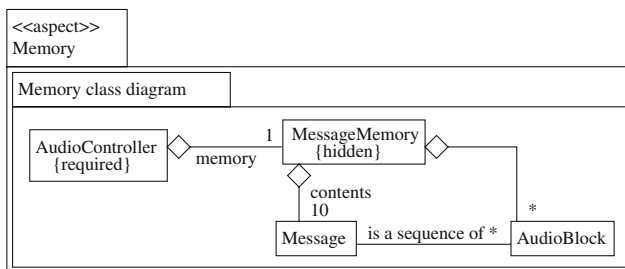 <<aspect>>
Memory
Memory class diagram
AudioController
{required}
memory
1
MessageMemory
{hidden}
contents
10
*
Message
is a sequence of *
AudioBlock